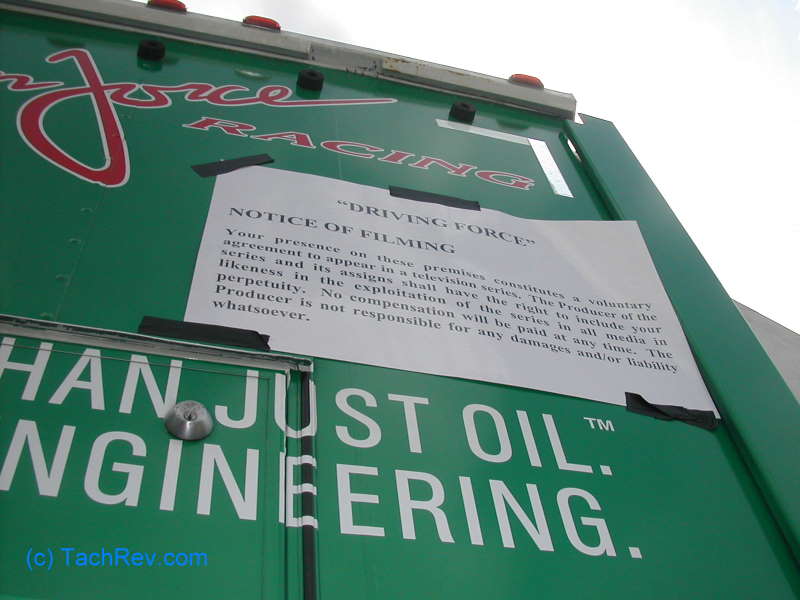 n Force
RACING
"DRIVING FORCE"
NOTICE OF FILMING
Your presence on these premises constitutes a voluntary
agreement to appear in a television series. The Producer of the
series and its assigns shall have the right to include your
likeness in the exploitation of the series in all media in
perpetuity. No compensation will be paid at any time. The
Producer is not responsible for any damages and/or liability
whatsoever.
HAN JUST OIL.™
NGINEERING.
(c) TachRev.com